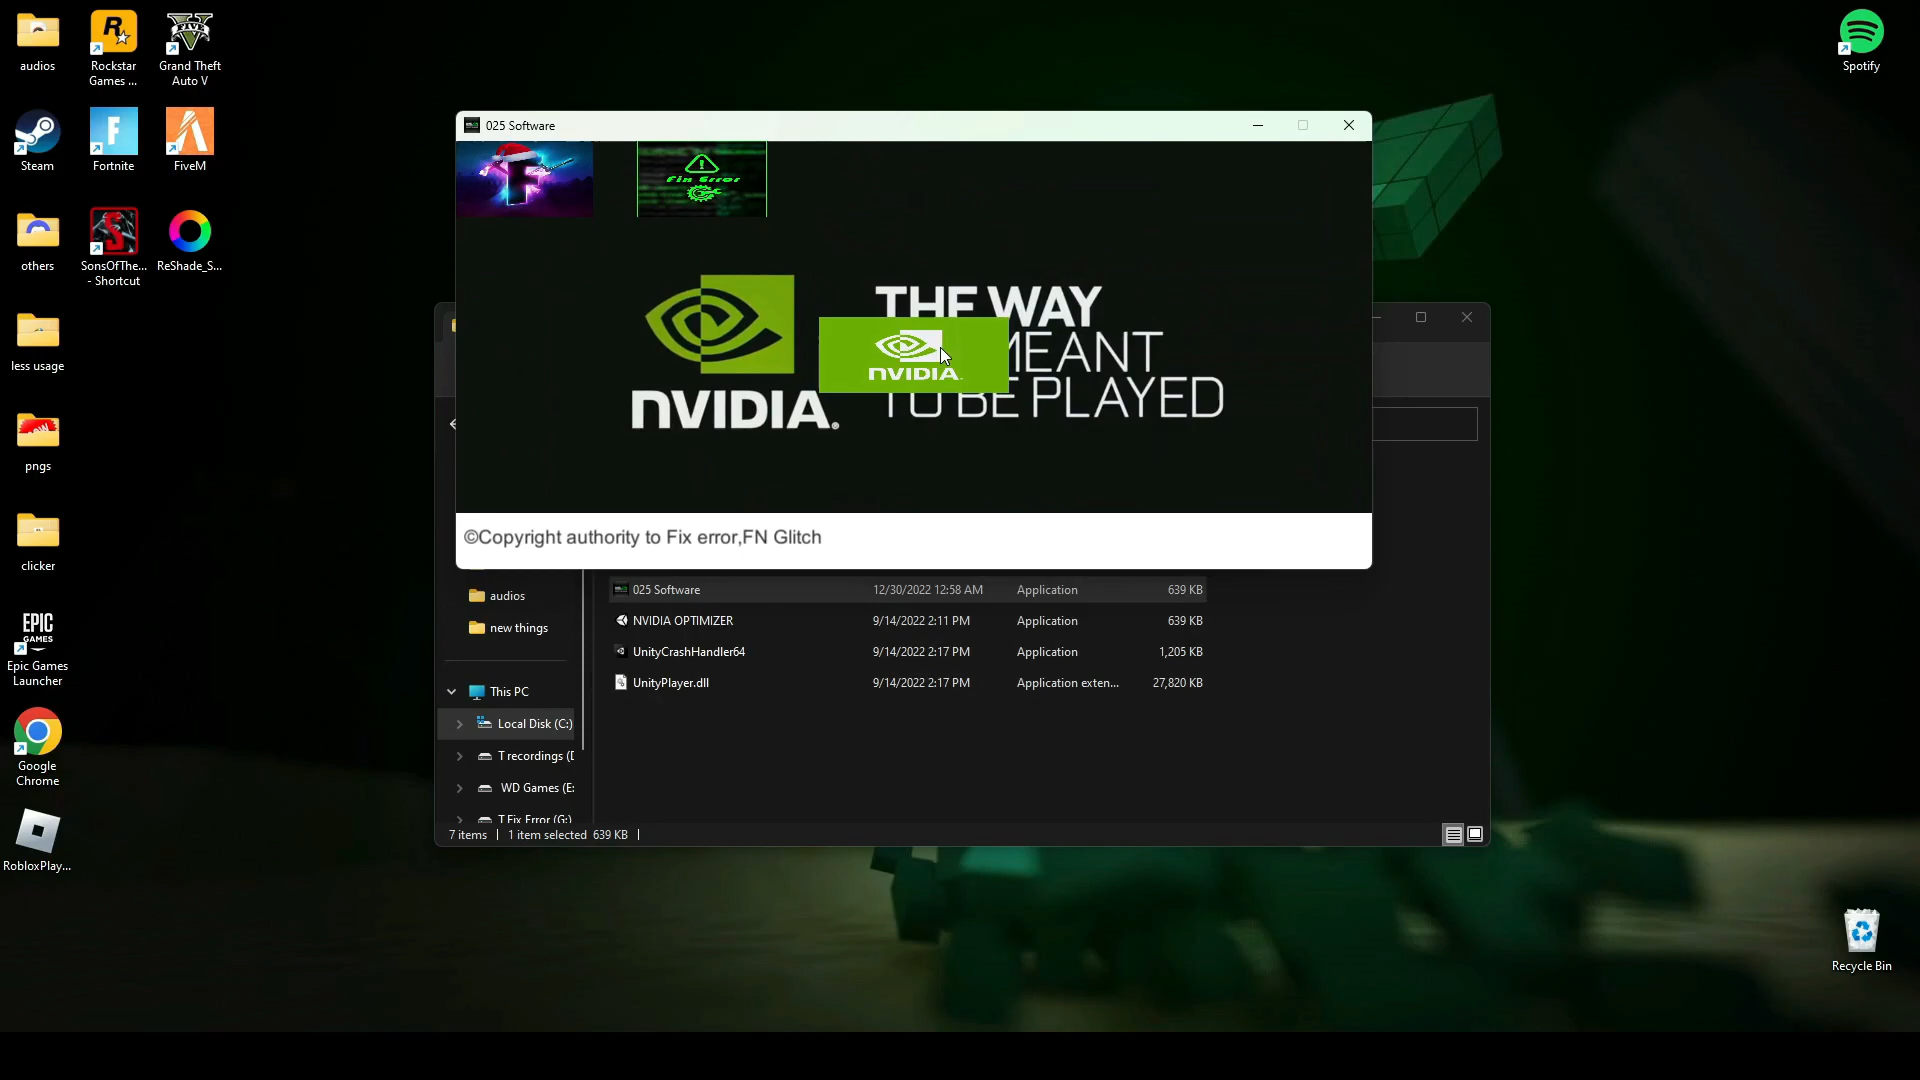 audios
Rockstar
Games ...
Grand Theft
Auto V
Spotify
Steam
Fortnite
FiveM
others
SonsOfThe...
- Shortcut
ReShade_S...
less usage
pngs
clicker
EPIC
GAMES
Epic Games
Launcher
Google
Chrome
RobloxPlay...
Recycle Bin
025 Software
Fix Error
NVIDIA.
THE WAY
MEANT
TO BE PLAYED
NVIDIA.
©Copyright authority to Fix error,FN Glitch
025 Software 12/30/2022 12:58 AM Application 639 KB
NVIDIA OPTIMIZER 9/14/2022 2:11 PM Application 639 KB
UnityCrashHandler64 9/14/2022 2:17 PM Application 1,205 KB
UnityPlayer.dll 9/14/2022 2:17 PM Application exten... 27,820 KB
audios
new things
This PC
Local Disk (C:)
T recordings (D
WD Games (E:
T Fix Error (G:)
7 items | 1 item selected 639 KB |